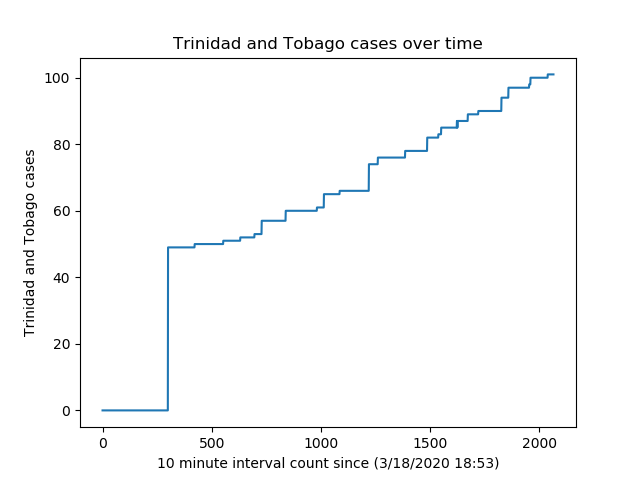 Trinidad and Tobago cases over time
100
80
60
40
20
0
Trinidad and Tobago cases
0 500 1000 1500 2000
10 minute interval count since (3/18/2020 18:53)